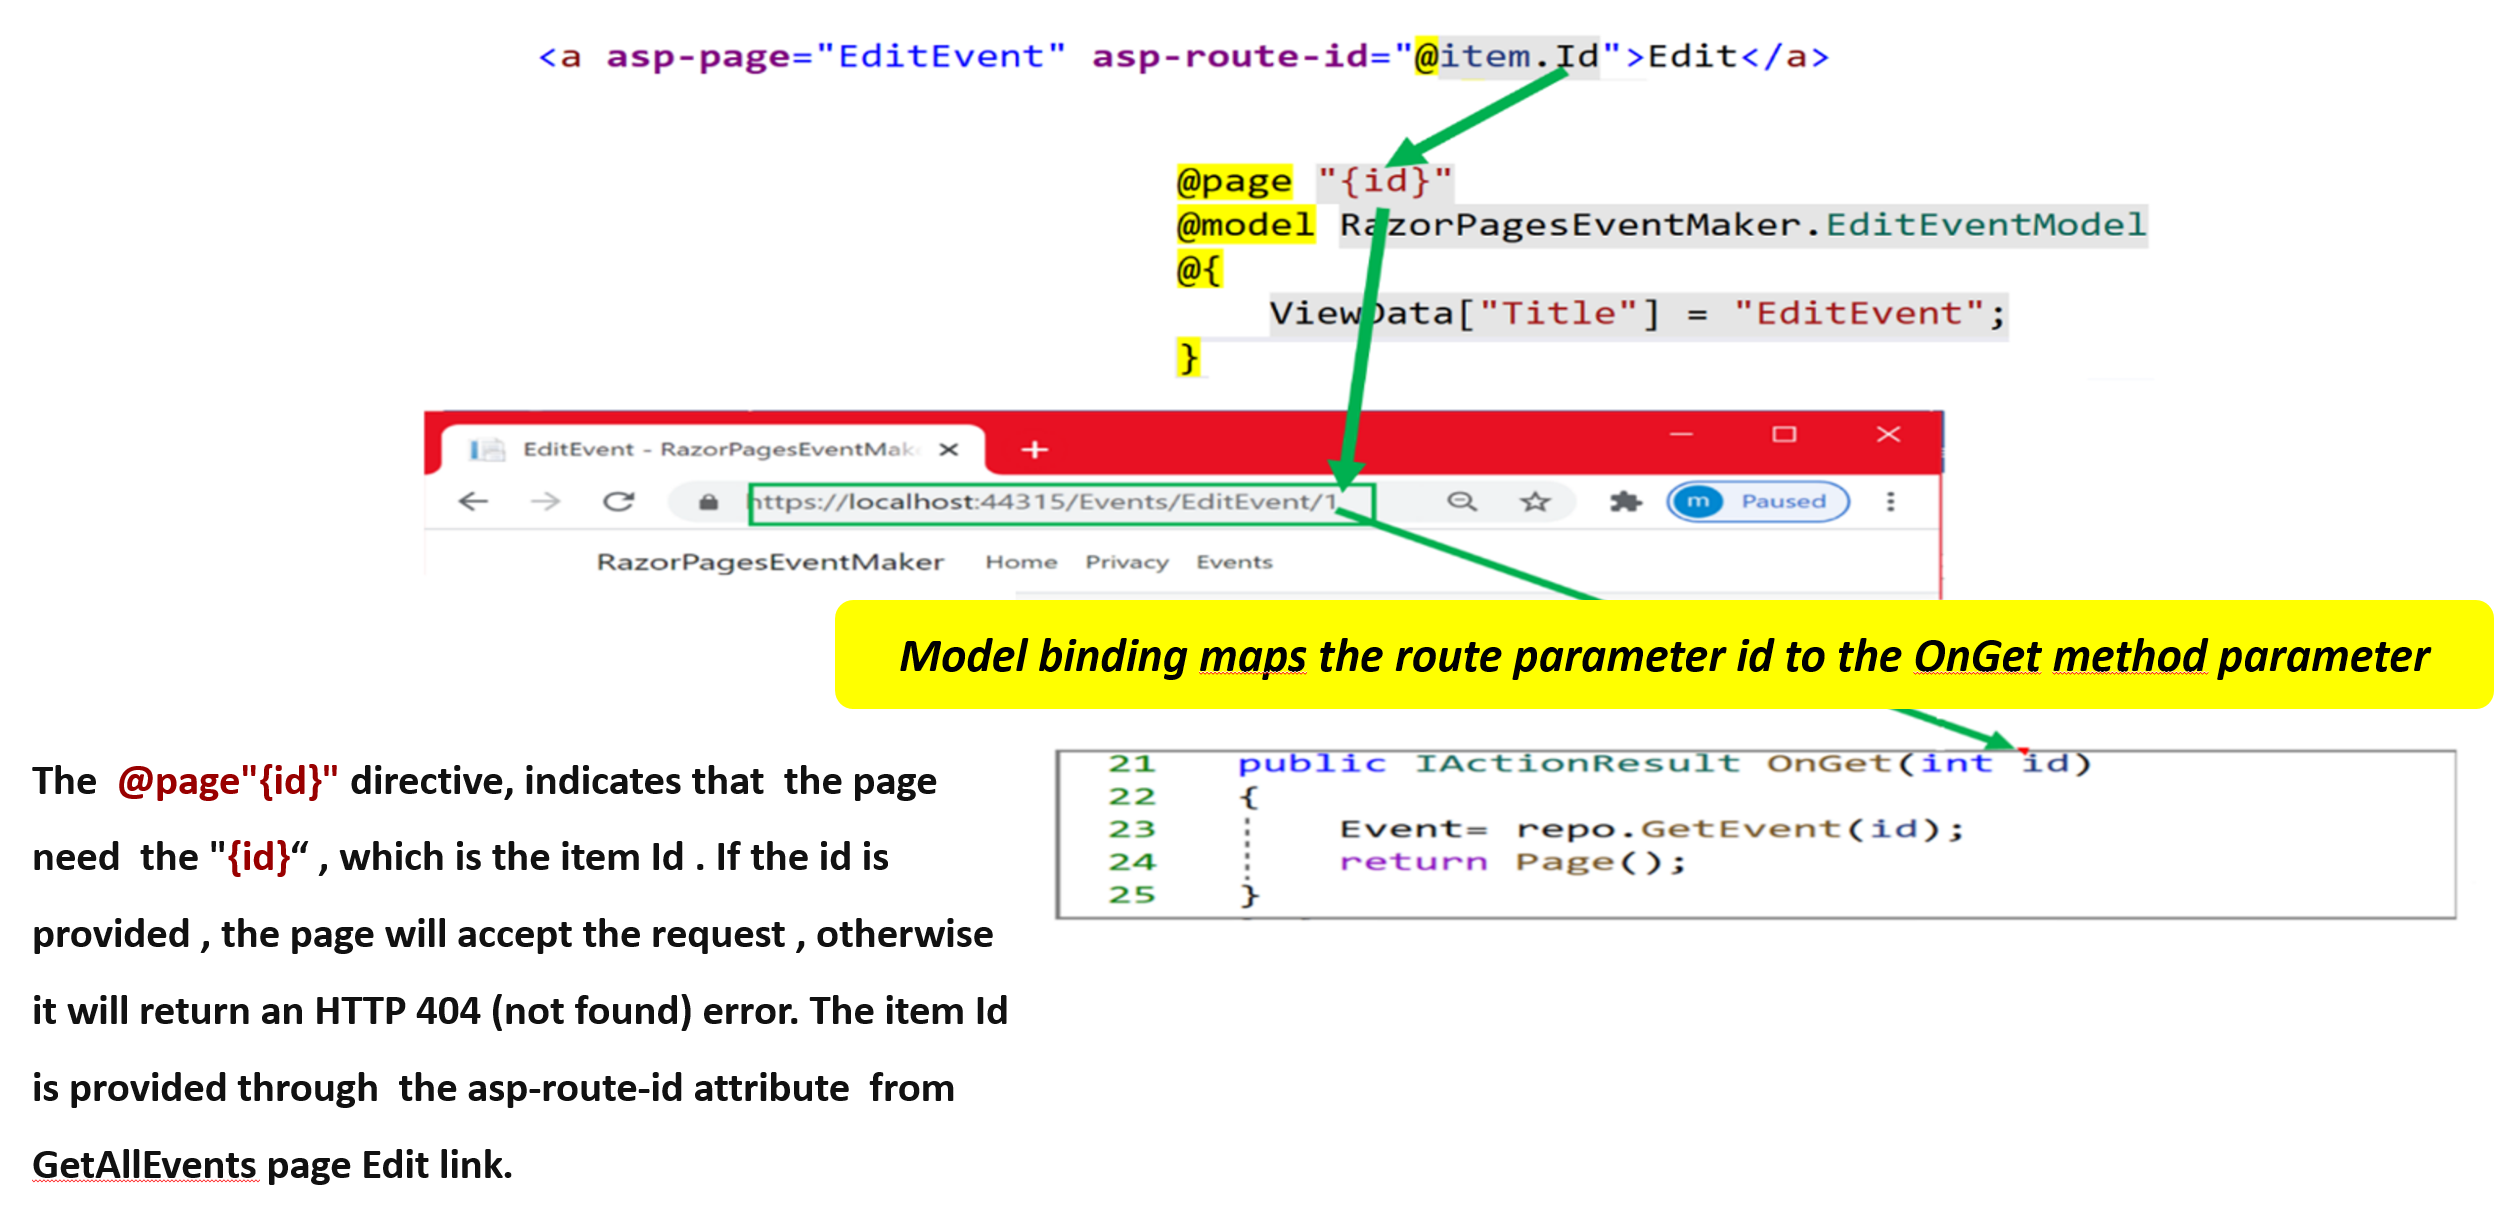 <a asp-page="EditEvent" asp-route-id="@item.Id">Edit</a>
@page "{id}"
@model RazorPagesEventMaker.EditEventModel
@{
ViewData["Title"] = "EditEvent";
}
EditEvent - RazorPagesEventMak
https://localhost:44315/Events/EditEvent/1
m Paused
RazorPagesEventMaker Home Privacy Events
Model binding maps the route parameter id to the OnGet method parameter
The @page"{id}" directive, indicates that the page
need the "{id}“ , which is the item Id . If the id is
provided , the page will accept the request , otherwise
it will return an HTTP 404 (not found) error. The item Id
is provided through the asp-route-id attribute from
GetAllEvents page Edit link.
21 public IActionResult OnGet(int id)
22 {
23 Event= repo.GetEvent(id);
24 return Page();
25 }